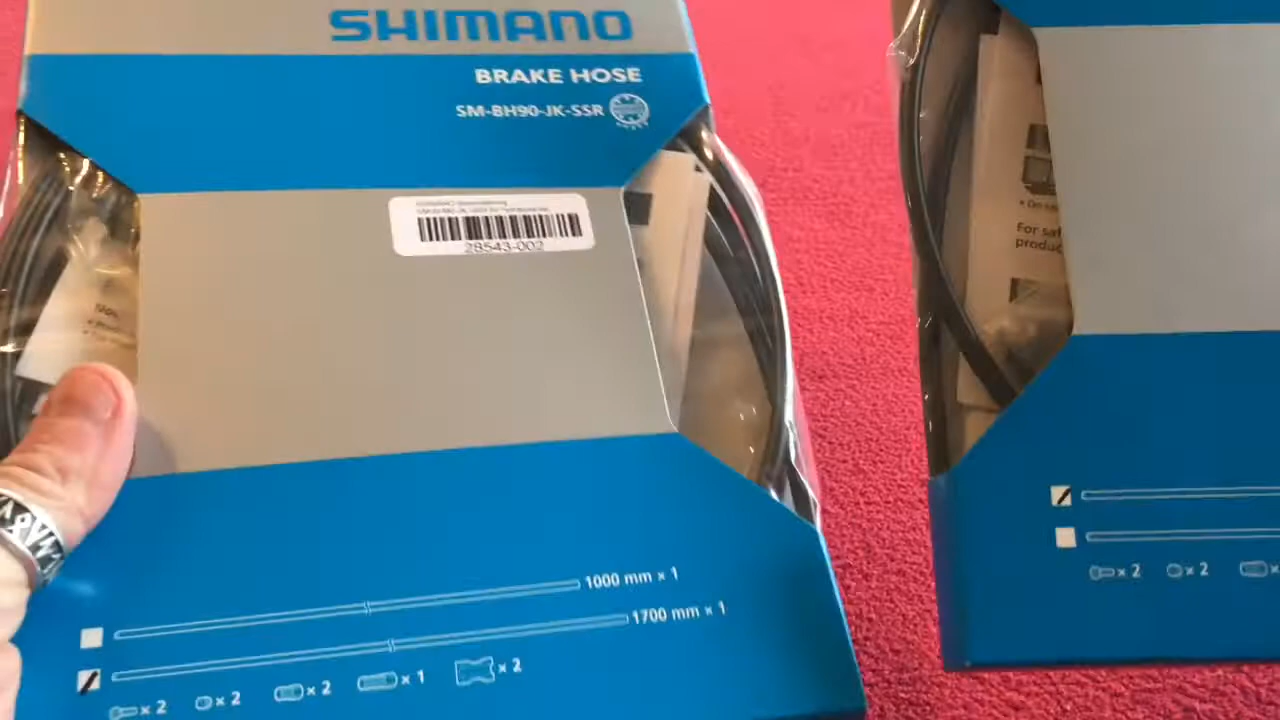 SHIMANO
BRAKE HOSE
SM-BH90-JK-SSR
28543-002
For saf
produc
1000 mm × 1
1700 mm × 1
× 2 × 2 × 2 × 1 × 2
× 2 × 2 ×